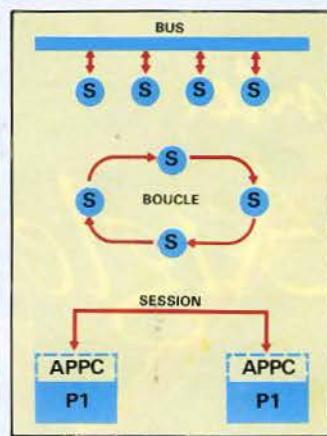 BUS
S S S S
S
S BOUCLE S
S
SESSION
APPC APPC
P1 P1